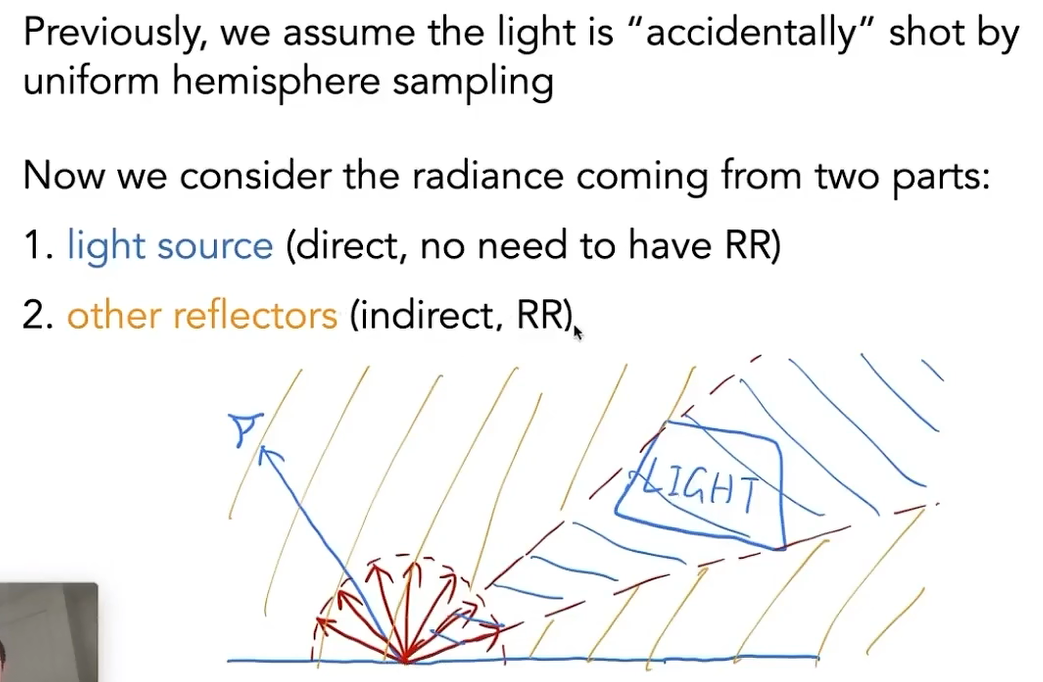 Previously, we assume the light is “accidentally” shot by
uniform hemisphere sampling
Now we consider the radiance coming from two parts:
1. light source (direct, no need to have RR)
2. other reflectors (indirect, RR)
LIGHT